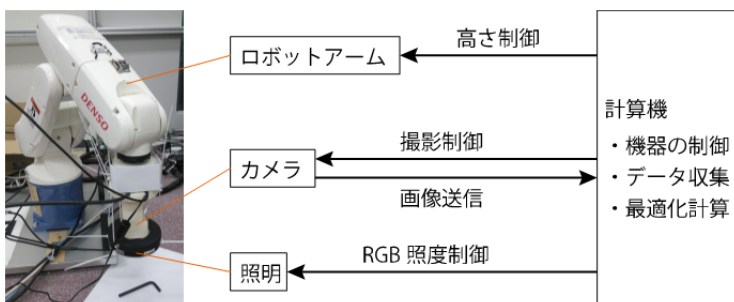 DENSO
ロボットアーム
高さ制御
計算機
・機器の制御
・データ収集
・最適化計算
カメラ
撮影制御
画像送信
照明
RGB 照度制御